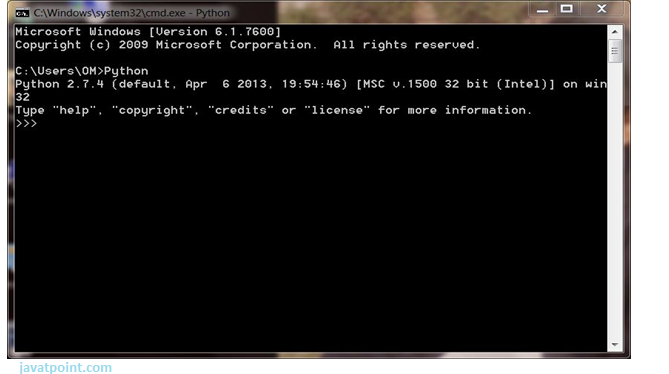 C:\Windows\system32\cmd.exe - Python
Microsoft Windows [Version 6.1.7600]
Copyright (c) 2009 Microsoft Corporation.  All rights reserved.
C:\Users\OM>Python
Python 2.7.4 (default, Apr  6 2013, 19:54:46) [MSC v.1500 32 bit (Intel)] on win
32
Type "help", "copyright", "credits" or "license" for more information.
>>>
javatpoint.com